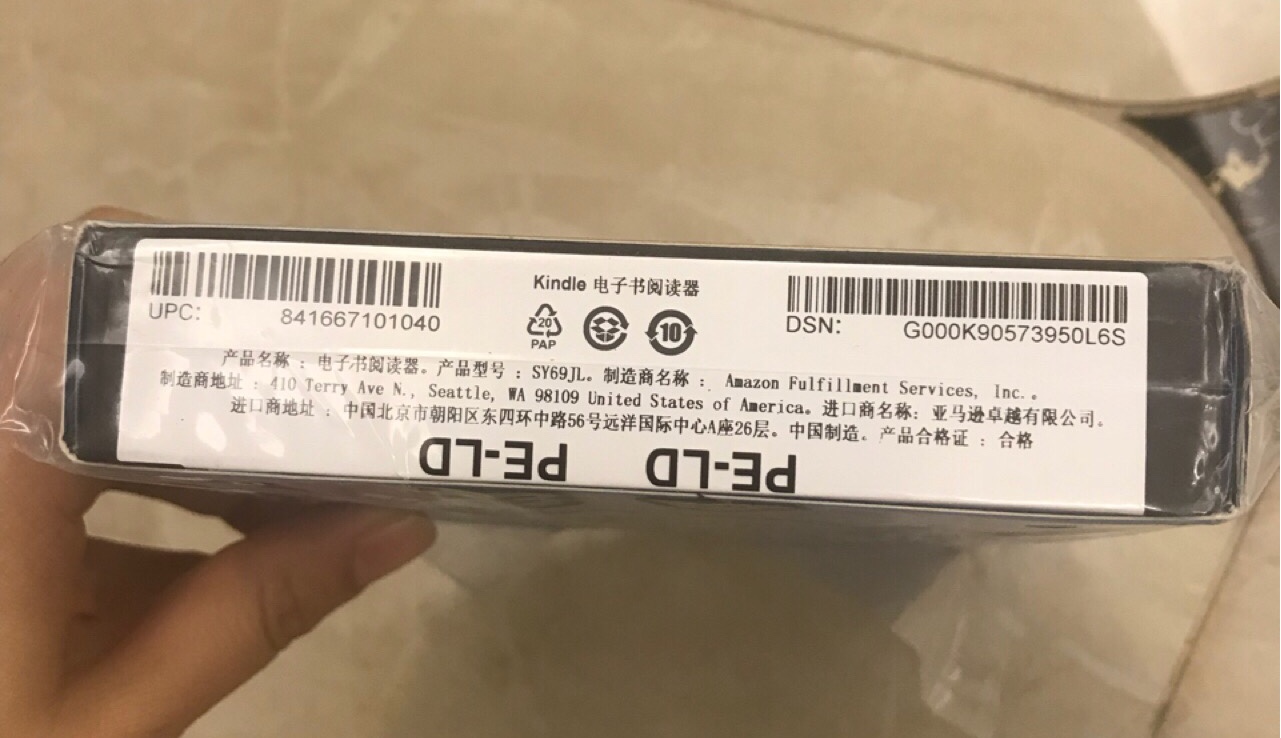 Kindle 电子书阅读器
UPC: 841667101040
DSN: G000K90573950L6S
20
PAP
10
产品名称：电子书阅读器。产品型号：SY69JL。制造商名称：Amazon Fulfillment Services, Inc.。
制造商地址：410 Terry Ave N., Seattle, WA 98109 United States of America。进口商名称: 亚马逊卓越有限公司。
进口商地址：中国北京市朝阳区东四环中路56号远洋国际中心A座26层。中国制造。产品合格证：合格
PE-LD PE-LD